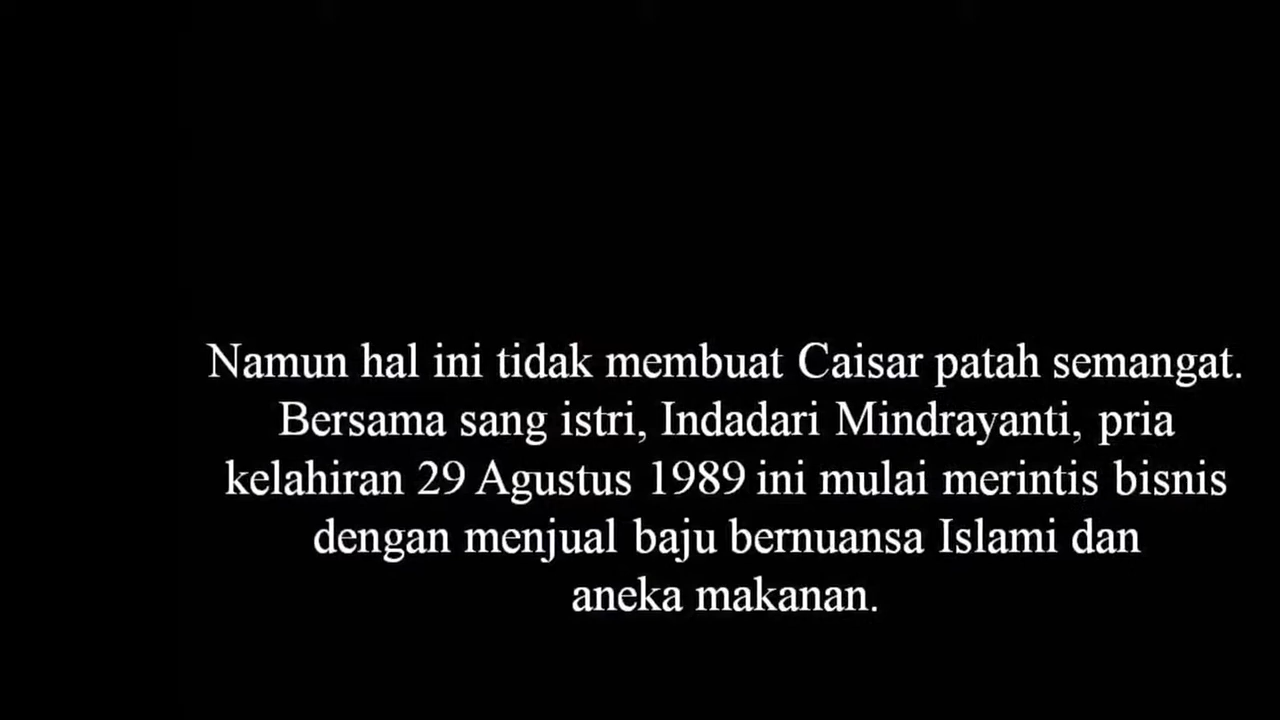 Namun hal ini tidak membuat Caisar patah semangat.
Bersama sang istri, Indadari Mindrayanti, pria
kelahiran 29 Agustus 1989 ini mulai merintis bisnis
dengan menjual baju bernuansa Islami dan
aneka makanan.